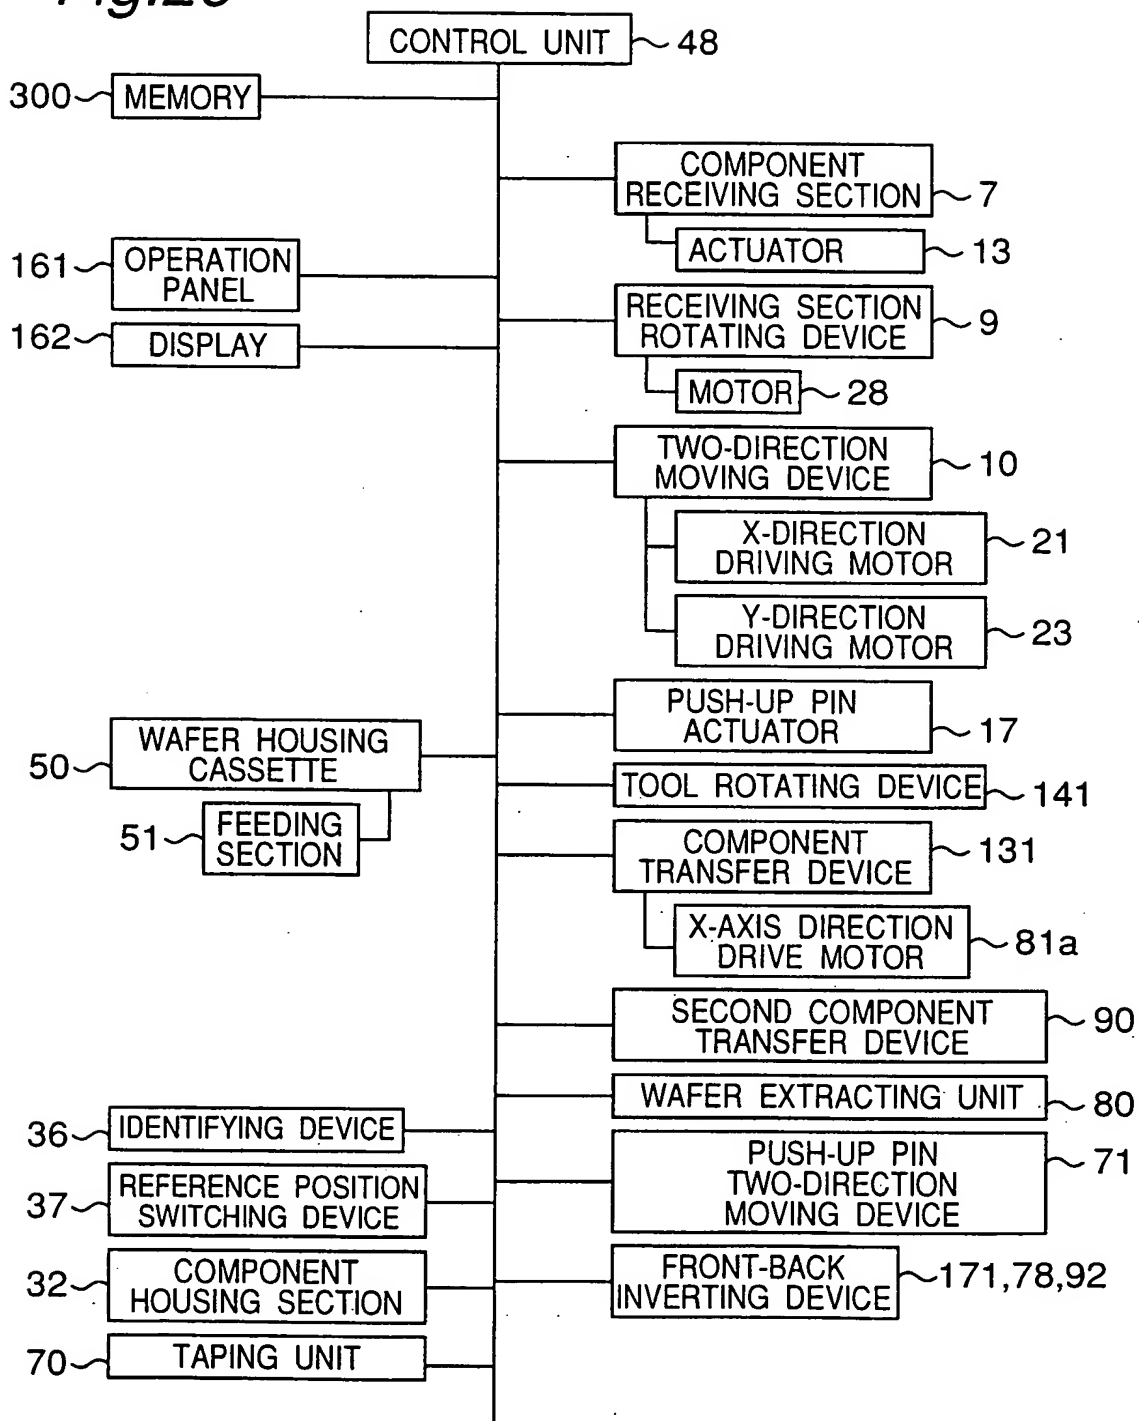 CONTROL UNIT 48
300 MEMORY
COMPONENT
RECEIVING SECTION 7
ACTUATOR 13
161 OPERATION
PANEL
162 DISPLAY
RECEIVING SECTION
ROTATING DEVICE 9
MOTOR 28
TWO-DIRECTION
MOVING DEVICE 10
X-DIRECTION
DRIVING MOTOR 21
Y-DIRECTION
DRIVING MOTOR 23
PUSH-UP PIN
ACTUATOR 17
WAFER HOUSING
50 CASSETTE
51 FEEDING
SECTION
TOOL ROTATING DEVICE 141
COMPONENT
TRANSFER DEVICE 131
X-AXIS DIRECTION
DRIVE MOTOR 81a
SECOND COMPONENT
TRANSFER DEVICE 90
WAFER EXTRACTING UNIT 80
36 IDENTIFYING DEVICE
PUSH-UP PIN 71
TWO-DIRECTION
MOVING DEVICE
REFERENCE POSITION
37 SWITCHING DEVICE
32 COMPONENT
HOUSING SECTION
FRONT-BACK
INVERTING DEVICE 171,78,92
70 TAPING UNIT